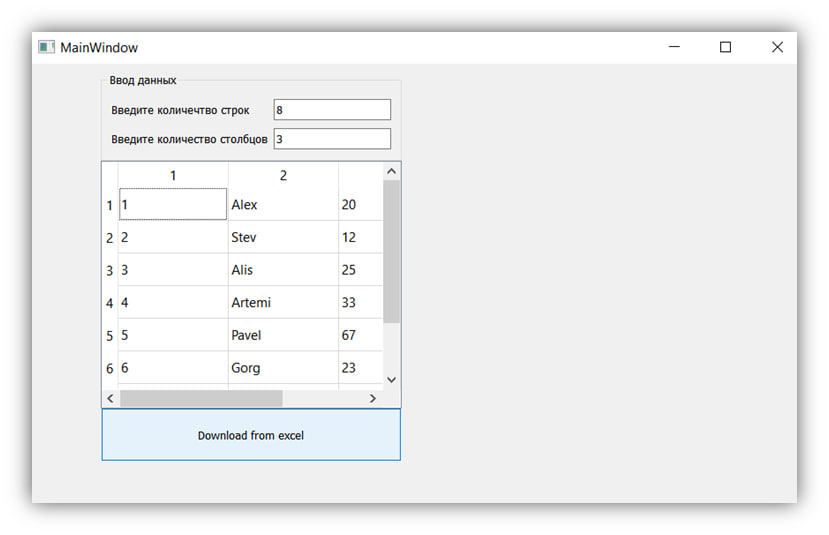 MainWindow
Ввод данных
Введите количечтво строк 8
Введите количество столбцов 3
1 2
1 1 Alex 20
2 2 Stev 12
3 3 Alis 25
4 4 Artemi 33
5 5 Pavel 67
6 6 Gorg 23
Download from excel